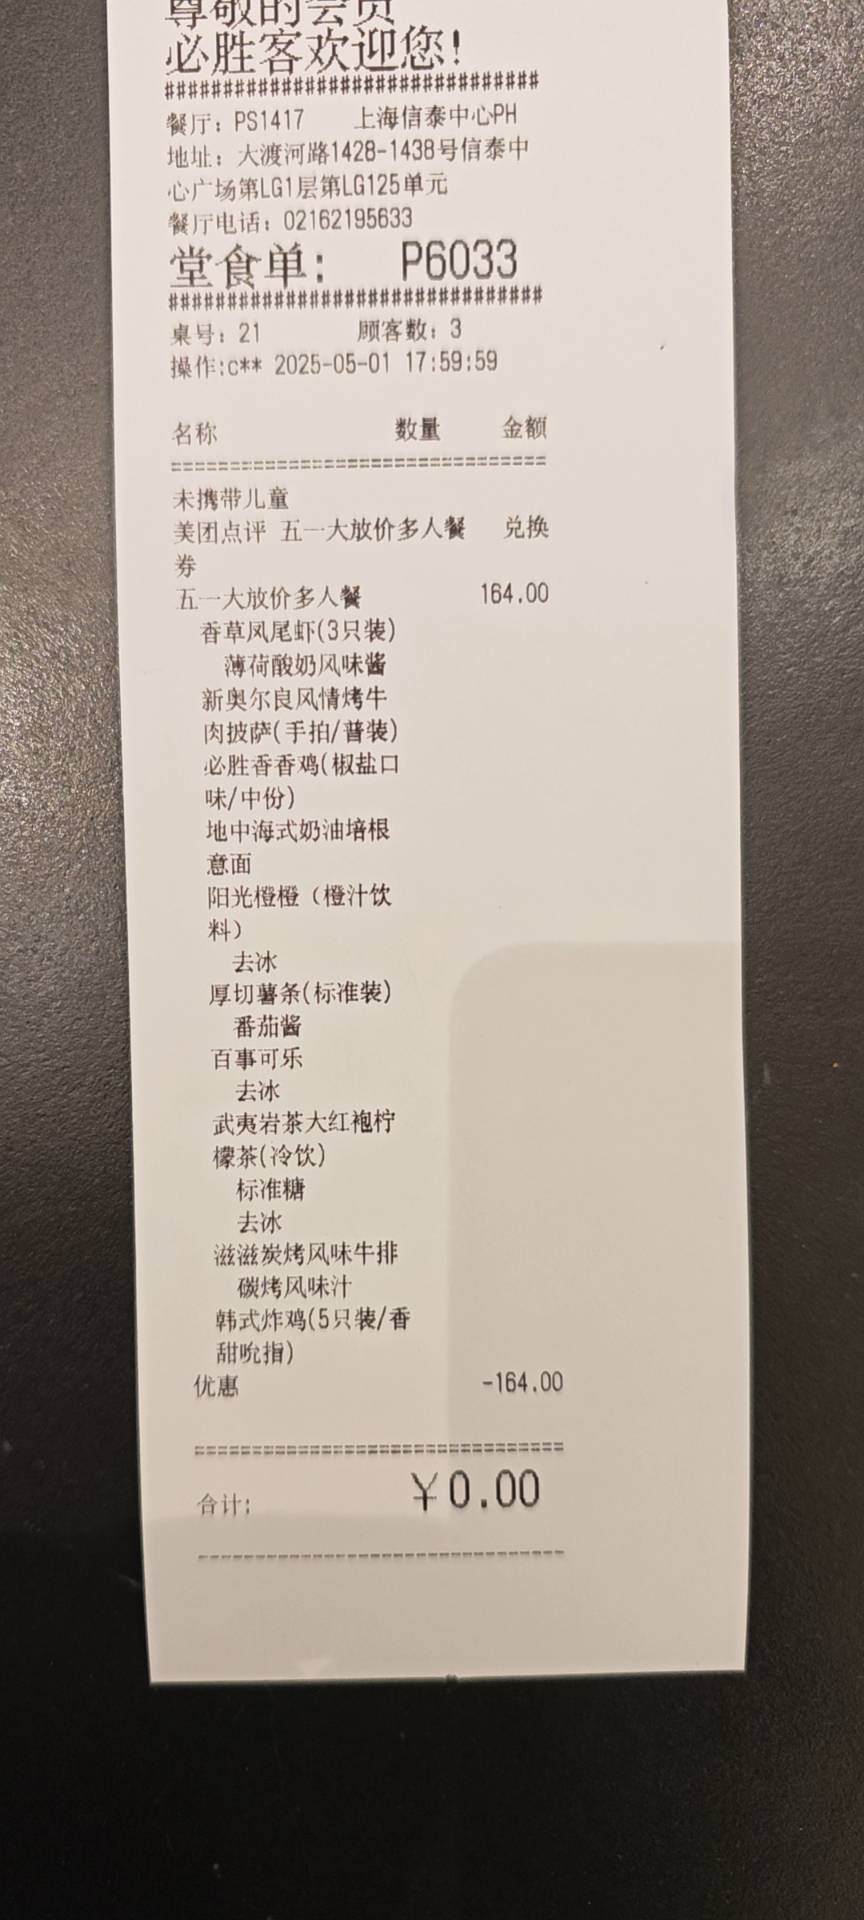 尊敬的会员
必胜客欢迎您!
################################
餐厅：PS1417 上海信泰中心PH
地址：大渡河路1428-1438号信泰中
心广场第LG1层第LG125单元
餐厅电话：02162195633
堂食单： P6033
################################
桌号：21 顾客数：3
操作:c** 2025-05-01 17:59:59
名称 数量 金额
================================
未携带儿童
美团点评 五一大放价多人餐 兑换
券
五一大放价多人餐 164.00
香草凤尾虾(3只装)
薄荷酸奶风味酱
新奥尔良风情烤牛
肉披萨(手拍/普装)
必胜香香鸡(椒盐口
味/中份)
地中海式奶油培根
意面
阳光橙橙（橙汁饮
料）
去冰
厚切薯条(标准装)
番茄酱
百事可乐
去冰
武夷岩茶大红袍柠
檬茶(冷饮)
标准糖
去冰
滋滋炭烤风味牛排
碳烤风味汁
韩式炸鸡(5只装/香
甜吮指)
优惠 -164.00
================================
合计: ￥0.00
--------------------------------